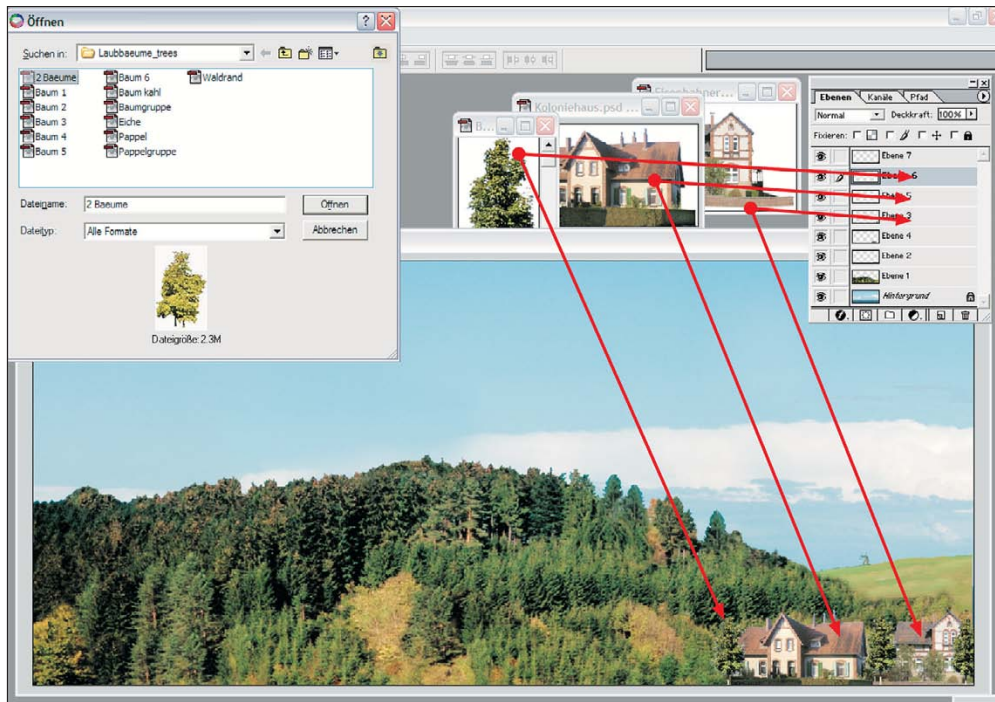 Öffnen
Suchen in: Laubbaeume_trees
2 Baeume
Baum 1
Baum 2
Baum 3
Baum 4
Baum 5
Baum 6
Baum kahl
Baumgruppe
Eiche
Pappel
Pappelgruppe
Waldrand
Dateiname: 2 Baeume Öffnen
Dateityp: Alle Formate Abbrechen
Dateigröße: 2.3M
B...
Koloniehaus.psd ...
Eisenbahner...
Ebenen Kanäle Pfad
Normal Deckkraft: 100%
Fixieren:
Ebene 7
Ebene 6
Ebene 5
Ebene 3
Ebene 4
Ebene 2
Ebene 1
Hintergrund